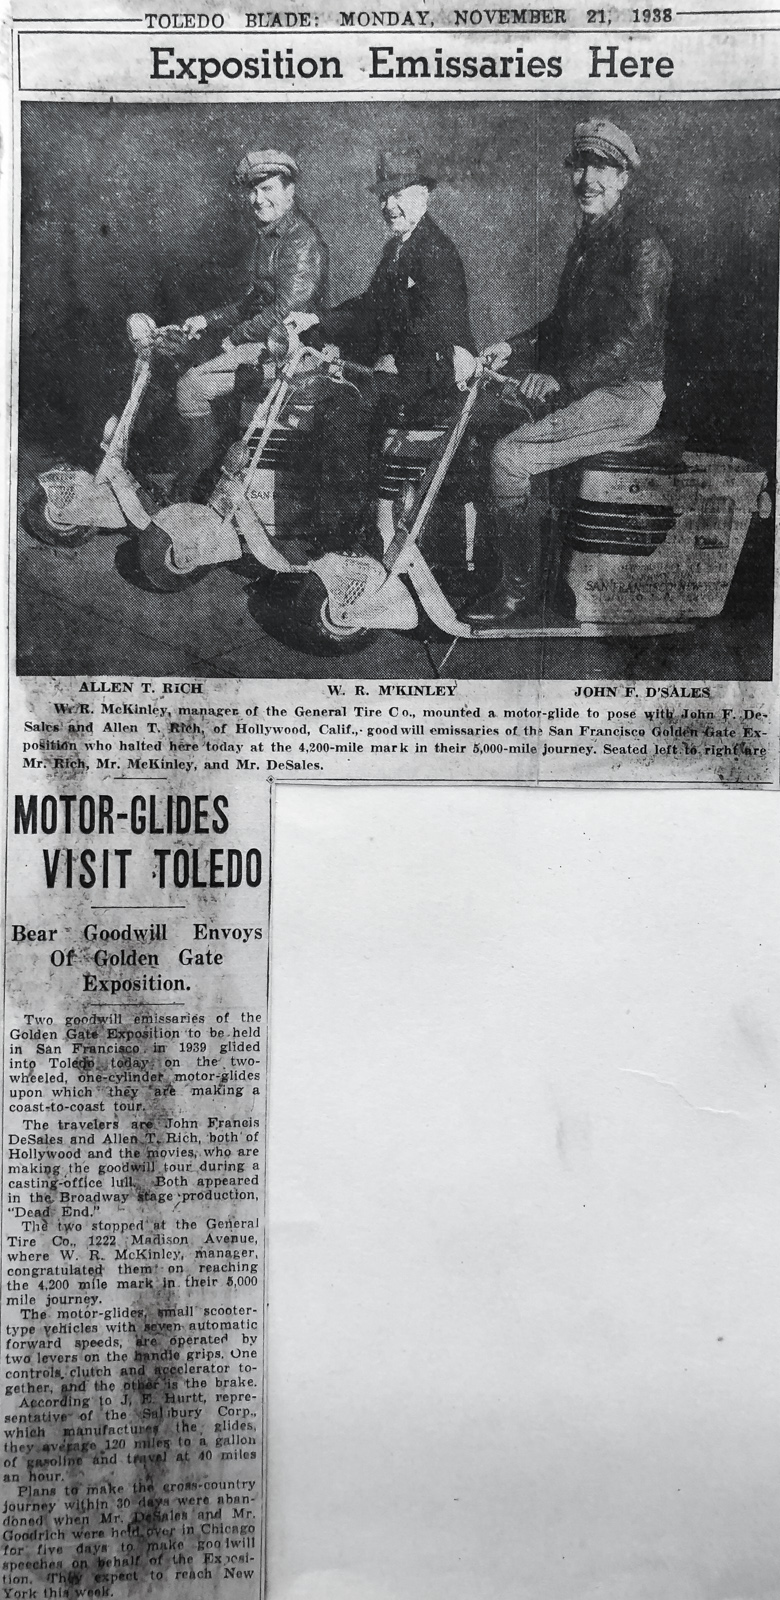 TOLEDO BLADE: MONDAY, NOVEMBER 21, 1938
Exposition Emissaries Here
SAN FRANCISCO
ALLEN T. RICH W. R. M'KINLEY JOHN F. D'SALES
W. R. McKinley, manager of the General Tire Co., mounted a motor-glide to pose with John F. De-
Sales and Allen T. Rich, of Hollywood, Calif., good will emissaries of the San Francisco Golden Gate Ex-
position who halted here today at the 4,200-mile mark in their 5,000-mile journey. Seated left to right are
Mr. Rich, Mr. McKinley, and Mr. DeSales.
MOTOR-GLIDES
VISIT TOLEDO
Bear Goodwill Envoys
Of Golden Gate
Exposition.
Two goodwill emissaries of the
Golden Gate Exposition to be held
in San Francisco in 1939 glided
into Toledo today on the two-
wheeled, one-cylinder motor-glides
upon which they are making a
coast-to-coast tour.
The travelers are John Francis
DeSales and Allen T. Rich, both of
Hollywood and the movies, who are
making the goodwill tour during a
casting-office lull. Both appeared
in the Broadway stage production,
"Dead End."
The two stopped at the General
Tire Co., 1222 Madison Avenue,
where W. R. McKinley, manager,
congratulated them on reaching
the 4,200 mile mark in their 5,000
mile journey.
The motor-glides, small scooter-
type vehicles with seven automatic
forward speeds, are operated by
two levers on the handle grips. One
controls clutch and accelerator to-
gether, and the other is the brake.
According to J. E. Hurtt, repre-
sentative of the Salsbury Corp.,
which manufactures the glides,
they average 120 miles to a gallon
of gasoline and travel at 40 miles
an hour.
Plans to make the cross-country
journey within 30 days were aban-
doned when Mr. DeSales and Mr.
Goodrich were held over in Chicago
for five days to make goodwill
speeches on behalf of the Exposi-
tion. They expect to reach New
York this week.